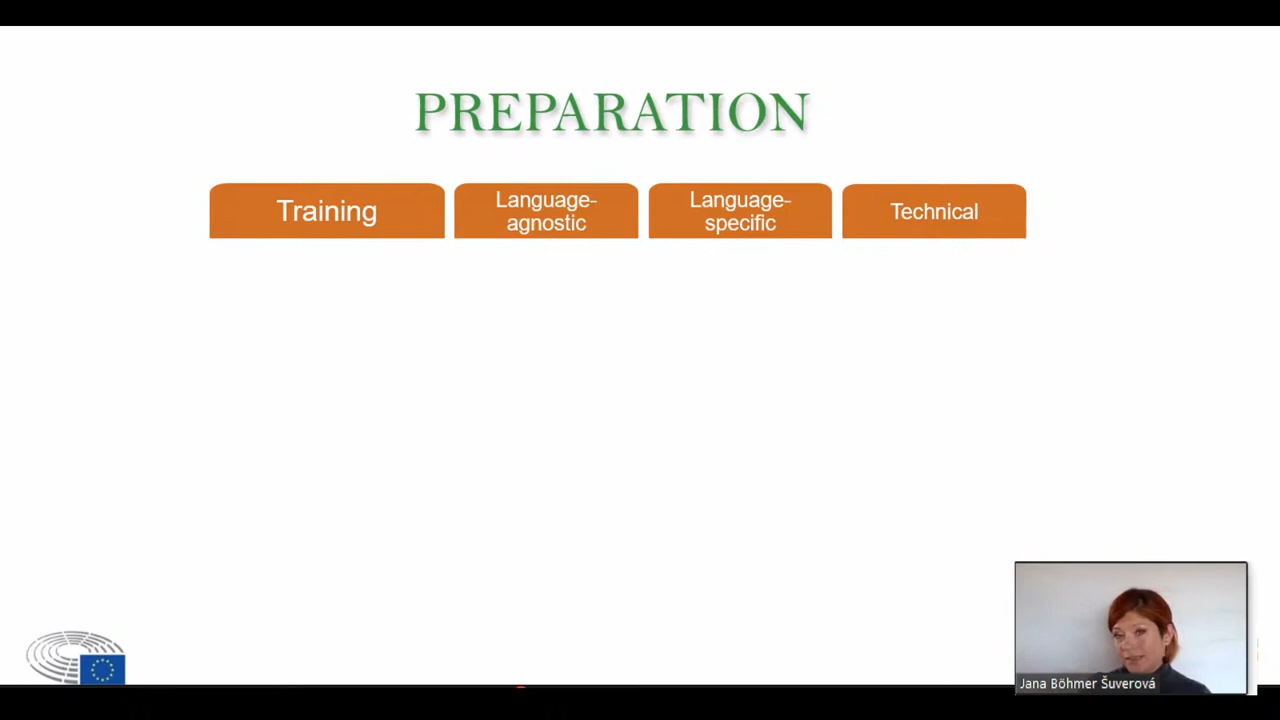 PREPARATION
Training
Language-
agnostic
Language-
specific
Technical
Jana Böhmer Šuverová